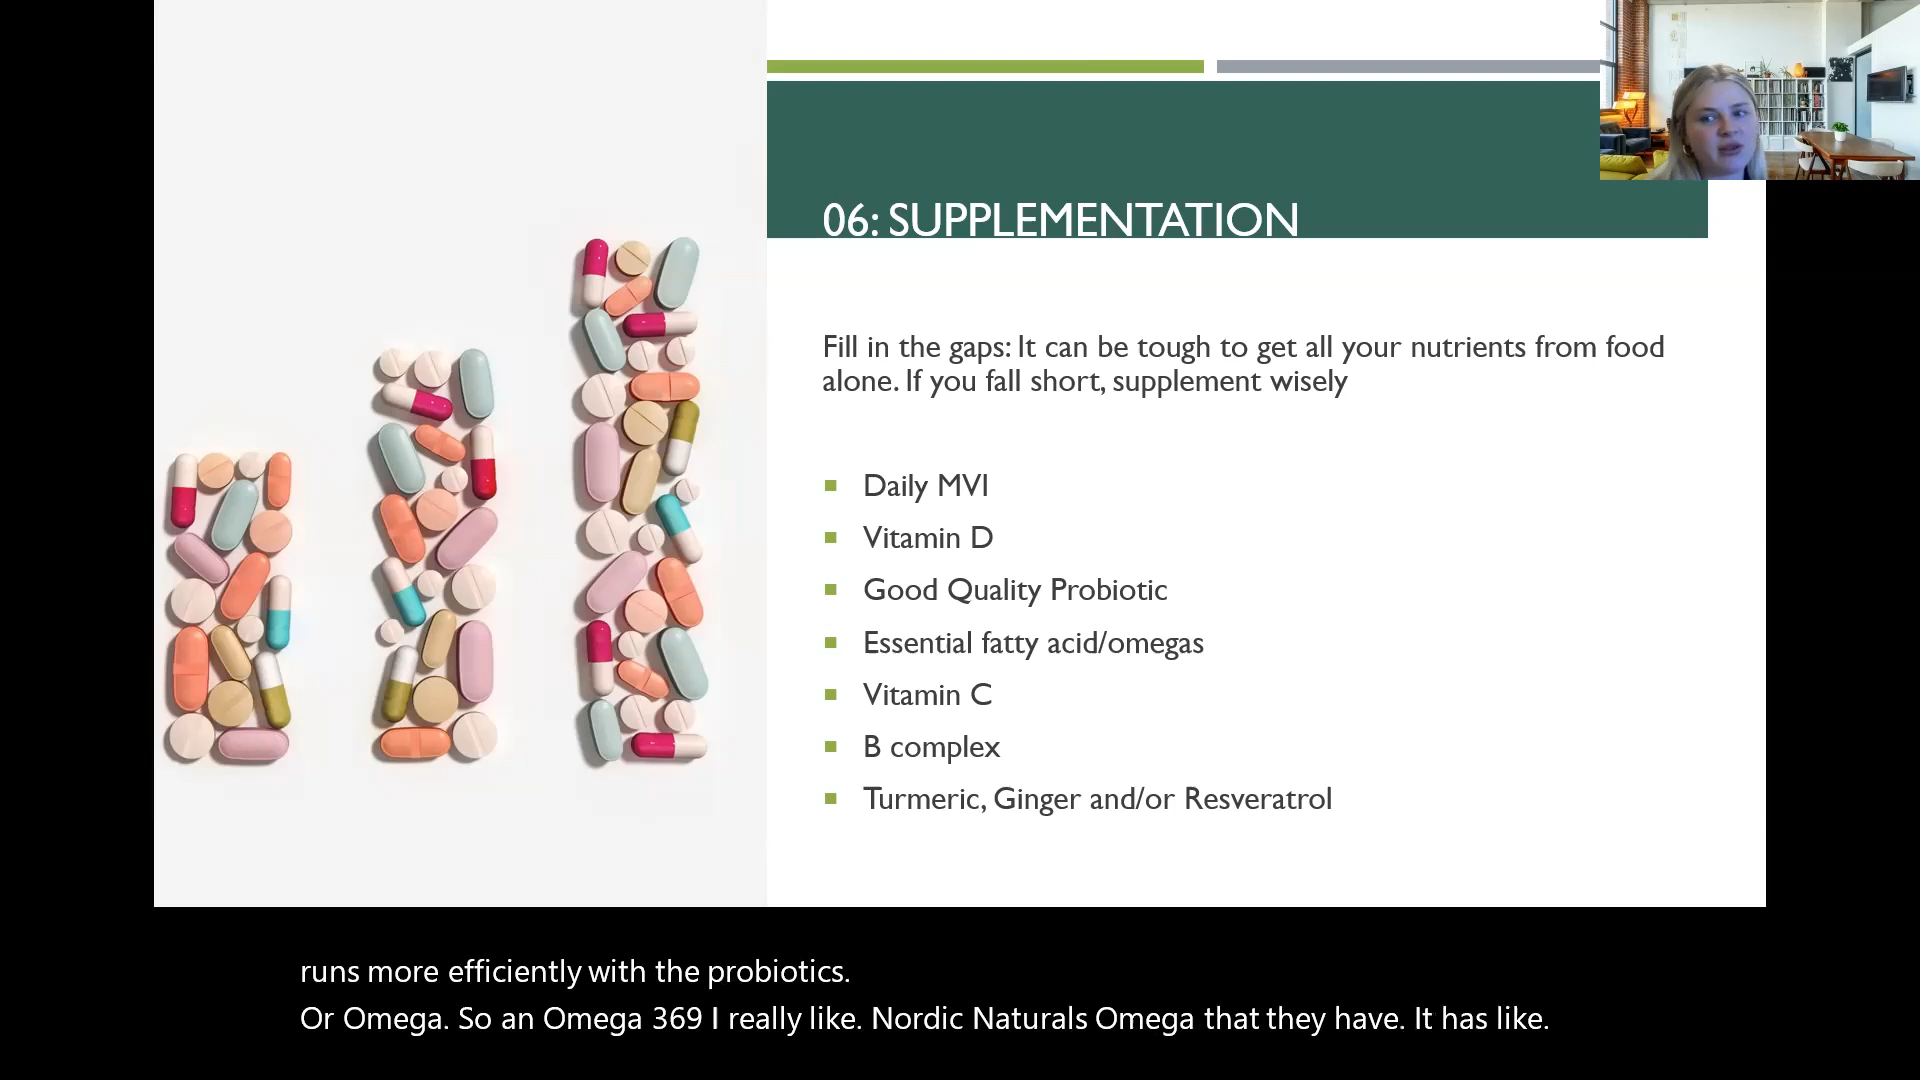 06: SUPPLEMENTATION
Fill in the gaps: It can be tough to get all your nutrients from food
alone. If you fall short, supplement wisely
Daily MVI
Vitamin D
Good Quality Probiotic
Essential fatty acid/omegas
Vitamin C
B complex
Turmeric, Ginger and/or Resveratrol
runs more efficiently with the probiotics.
Or Omega. So an Omega 369 I really like. Nordic Naturals Omega that they have. It has like.